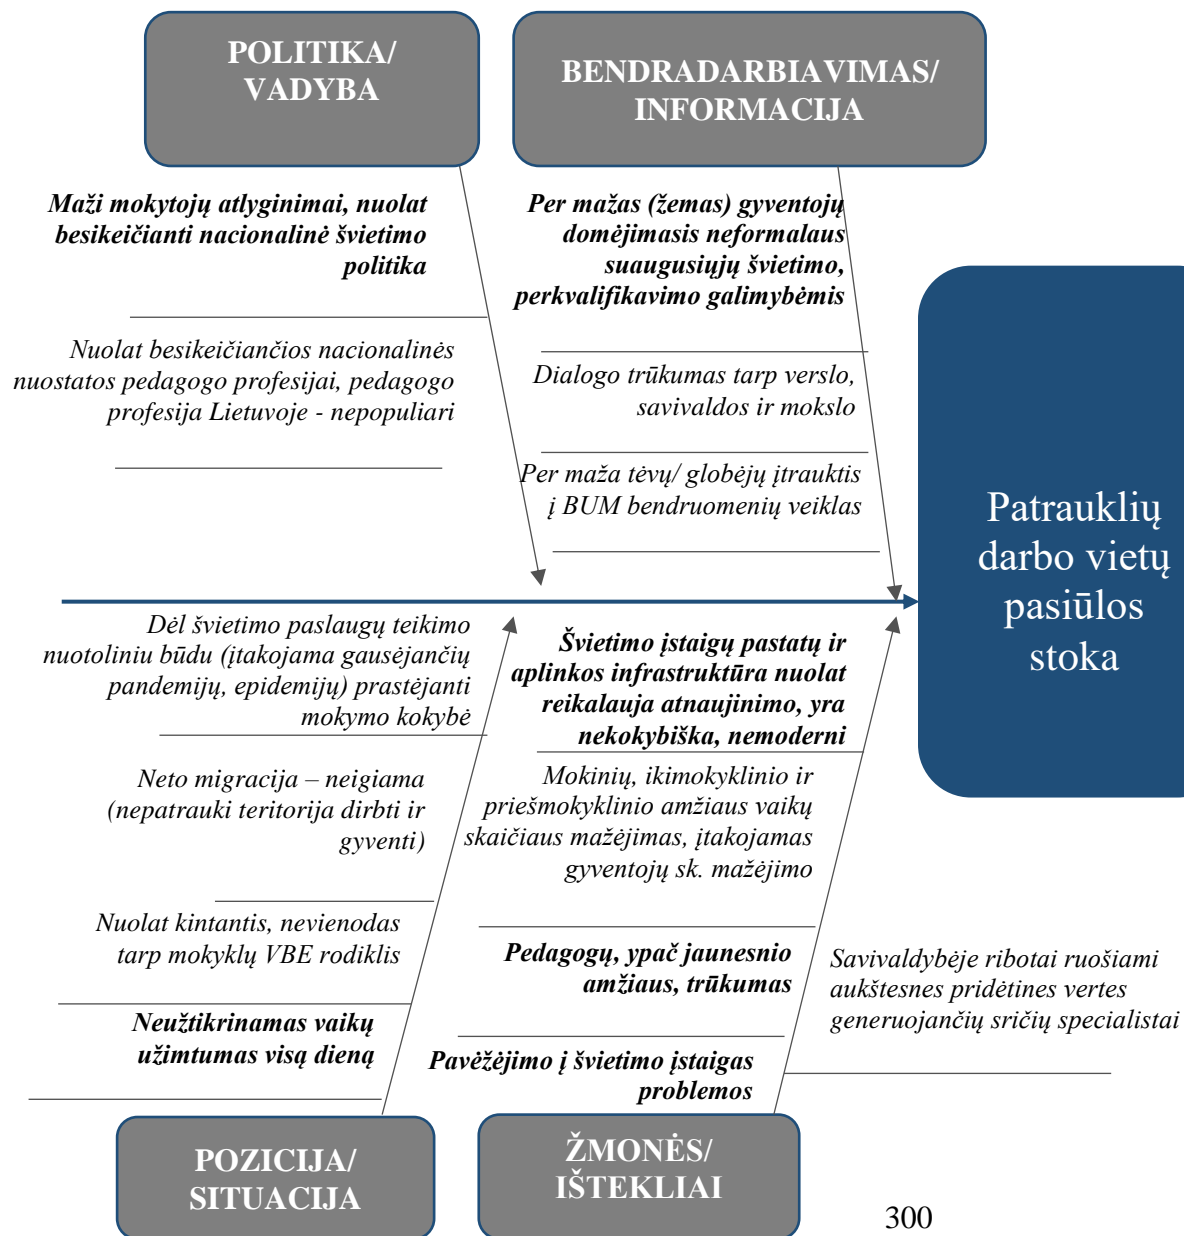 POLITIKA/
VADYBA
BENDRADARBIAVIMAS/
INFORMACIJA
Maži mokytojų atlyginimai, nuolat
besikeičianti nacionalinė švietimo
politika
Nuolat besikeičiančios nacionalinės
nuostatos pedagogo profesijai, pedagogo
profesija Lietuvoje - nepopuliari
Per mažas (žemas) gyventojų
domėjimasis neformalaus
suaugusiųjų švietimo,
perkvalifikavimo galimybėmis
Dialogo trūkumas tarp verslo,
savivaldos ir mokslo
Per maža tėvų/ globėjų įtrauktis
į BUM bendruomenių veiklas
Patrauklių
darbo vietų
pasiūlos
stoka
Dėl švietimo paslaugų teikimo
nuotoliniu būdu (įtakojama gausėjančių
pandemijų, epidemijų) prastėjanti
mokymo kokybė
Neto migracija – neigiama
(nepatrauki teritorija dirbti ir
gyventi)
Nuolat kintantis, nevienodas
tarp mokyklų VBE rodiklis
Neužtikrinamas vaikų
užimtumas visą dieną
Švietimo įstaigų pastatų ir
aplinkos infrastruktūra nuolat
reikalauja atnaujinimo, yra
nekokybiška, nemoderni
Mokinių, ikimokyklinio ir
priešmokyklinio amžiaus vaikų
skaičiaus mažėjimas, įtakojamas
gyventojų sk. mažėjimo
Pedagogų, ypač jaunesnio
amžiaus, trūkumas
Pavėžėjimo į švietimo įstaigas
problemos
Savivaldybėje ribotai ruošiami
aukštesnes pridėtines vertes
generuojančių sričių specialistai
POZICIJA/
SITUACIJA
ŽMONĖS/
IŠTEKLIAI
300